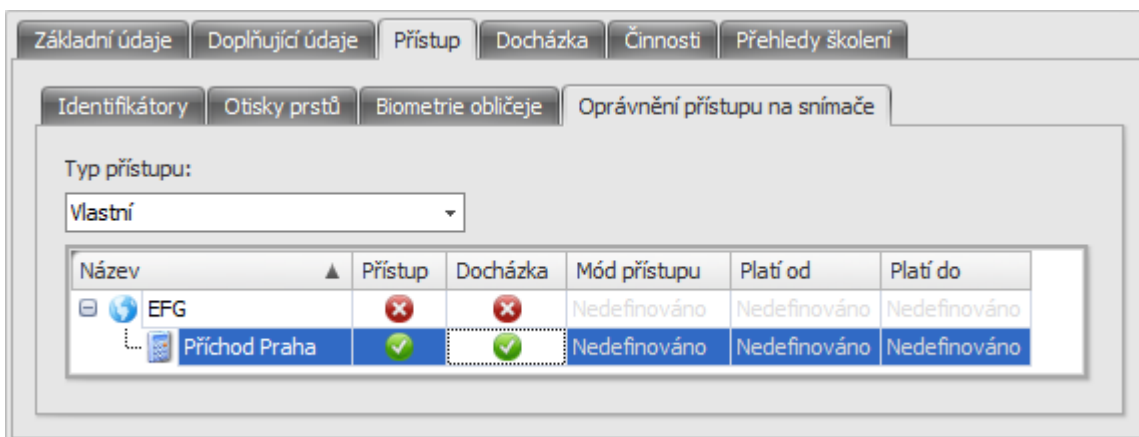 Základní údaje Doplňující údaje Přístup Docházka Činnosti Přehledy školení
Identifikátory Otisky prstů Biometrie obličeje Oprávnění přístupu na snímače
Typ přístupu:
Vlastní
Název Přístup Docházka Mód přístupu Platí od Platí do
EFG Nedefinováno Nedefinováno Nedefinováno
Příchod Praha Nedefinováno Nedefinováno Nedefinováno